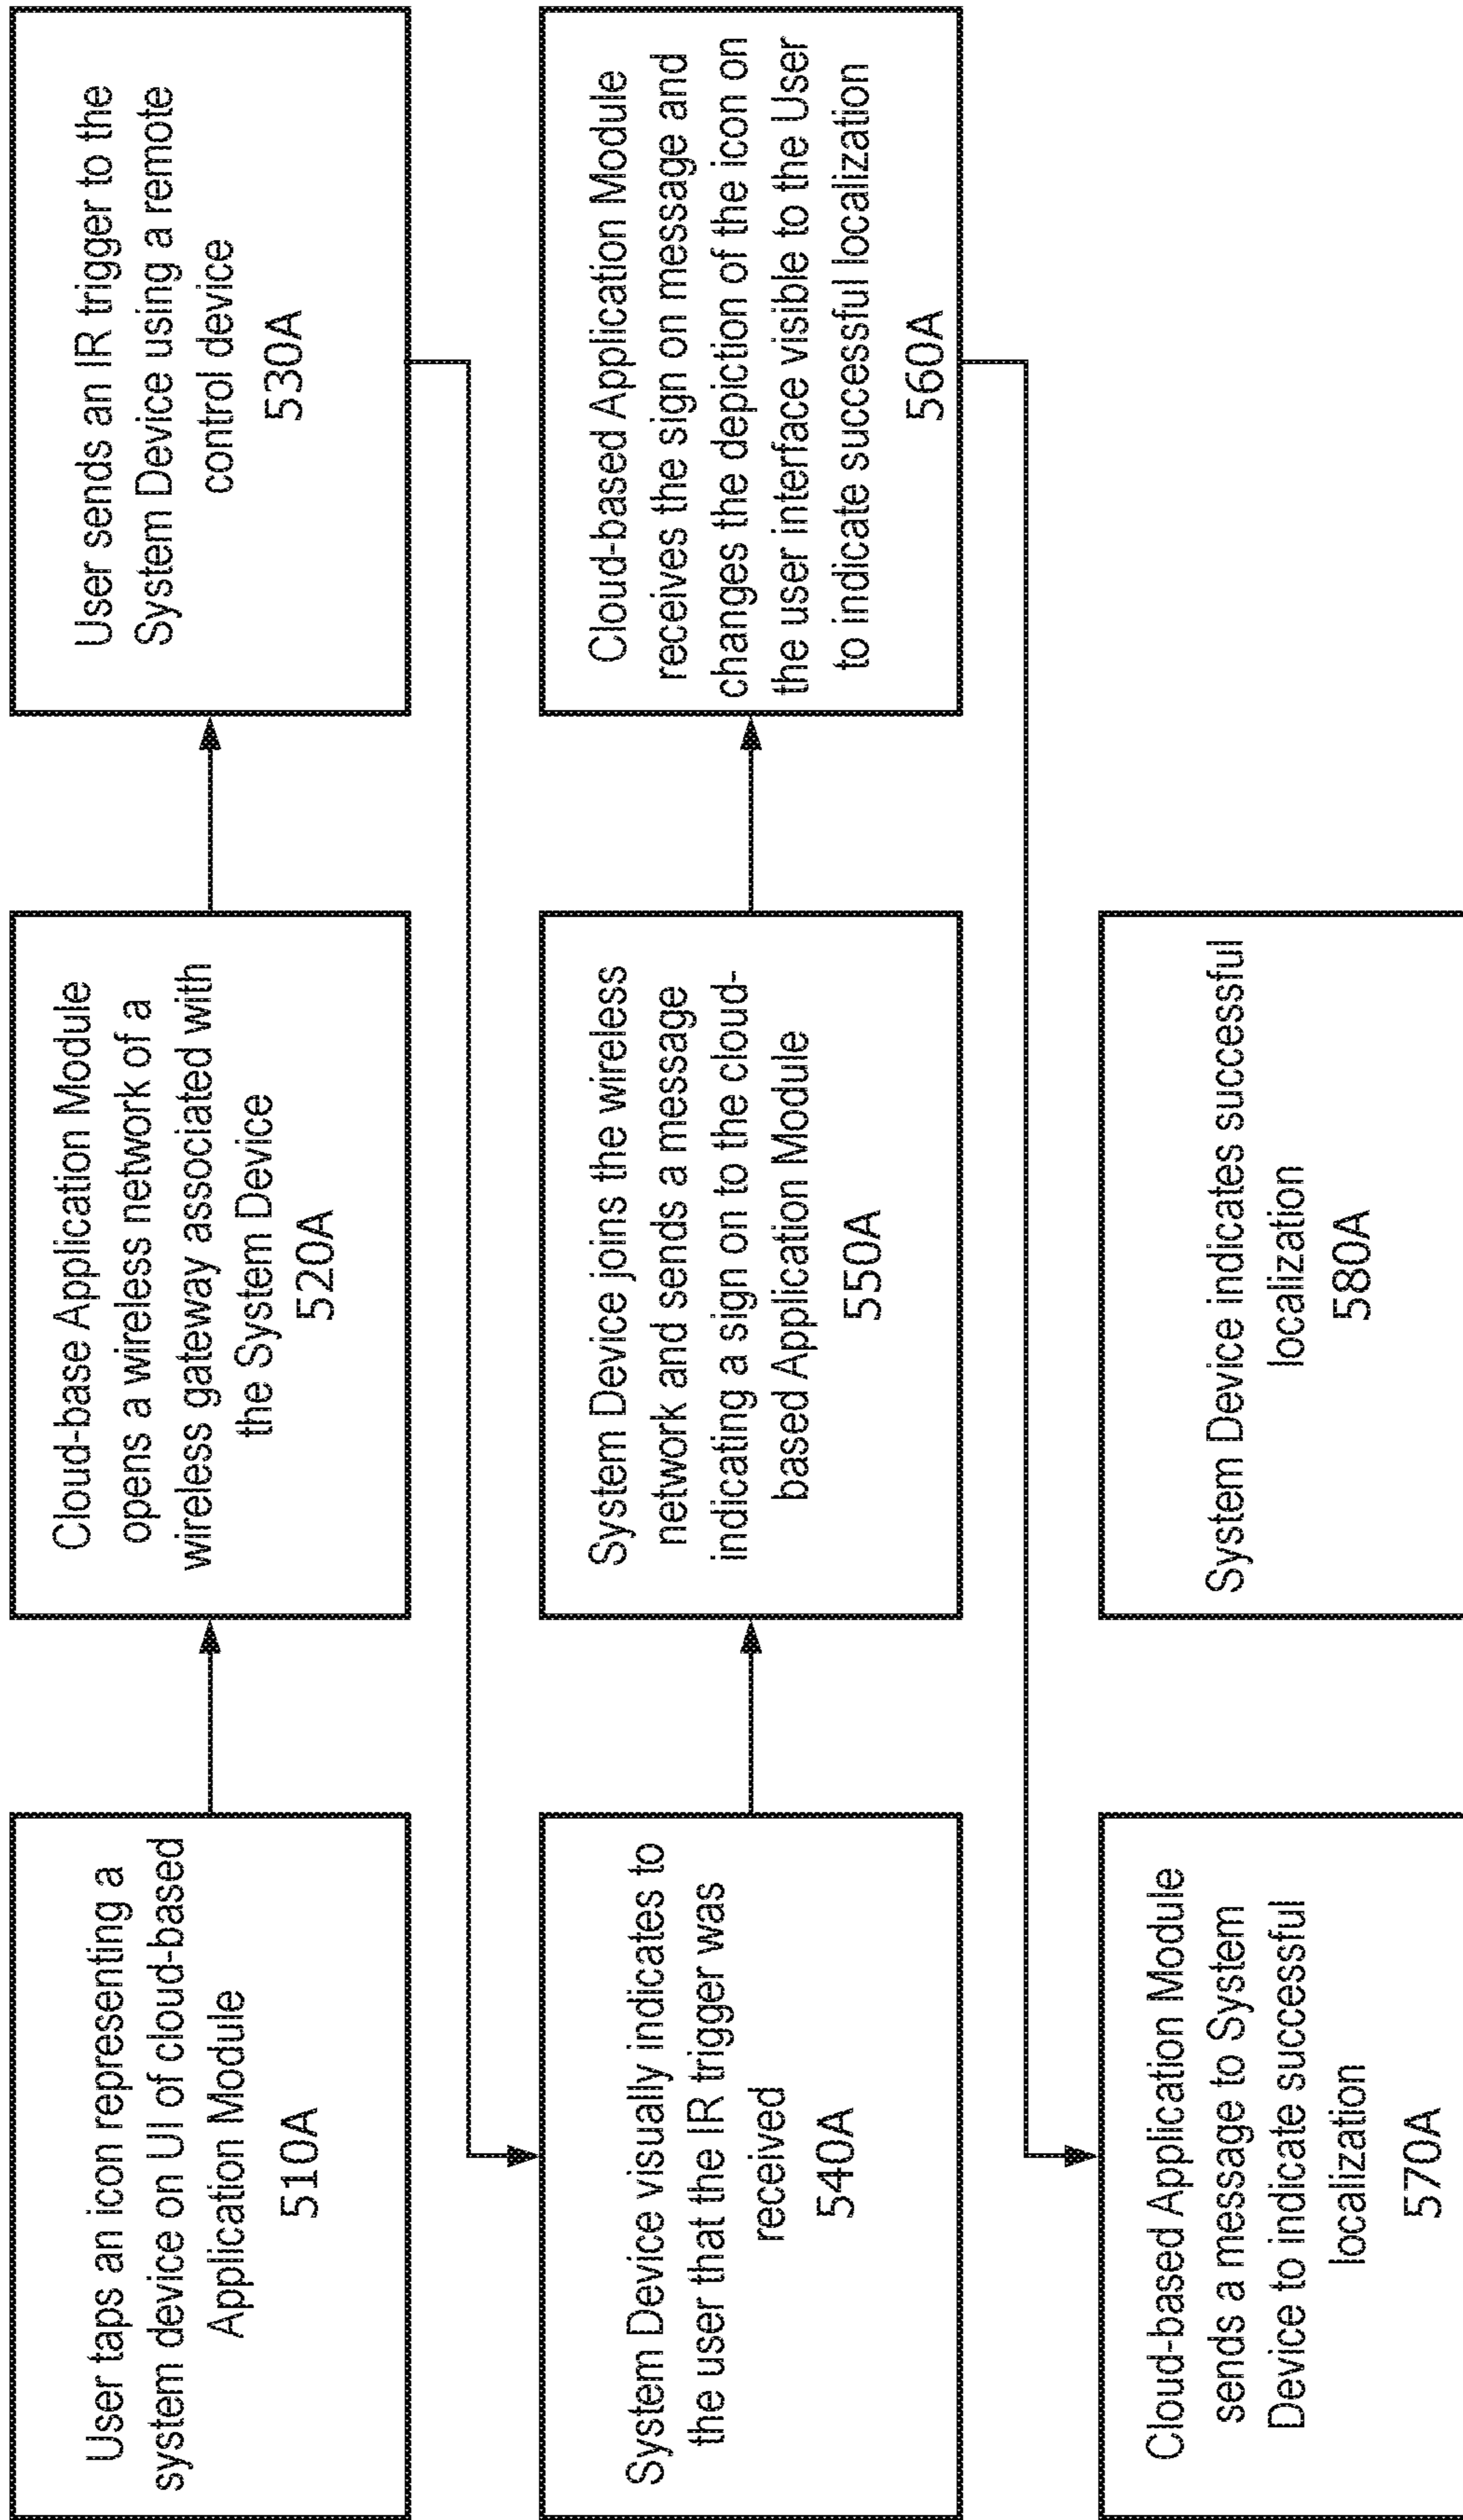 User taps an icon representing a
system device on UI of cloud-based
Application Module
510A
Cloud-base Application Module
opens a wireless network of a
wireless gateway associated with
the System Device
520A
User sends an IR trigger to the
System Device using a remote
control device
530A
System Device visually indicates to
the user that the IR trigger was
received
540A
System Device joins the wireless
network and sends a message
indicating a sign on to the cloud-
based Application Module
550A
Cloud-based Application Module
receives the sign on message and
changes the depiction of the icon on
the user interface visible to the User
to indicate successful localization
560A
Cloud-based Application Module
sends a message to System
Device to indicate successful
localization
570A
System Device indicates successful
localization
580A